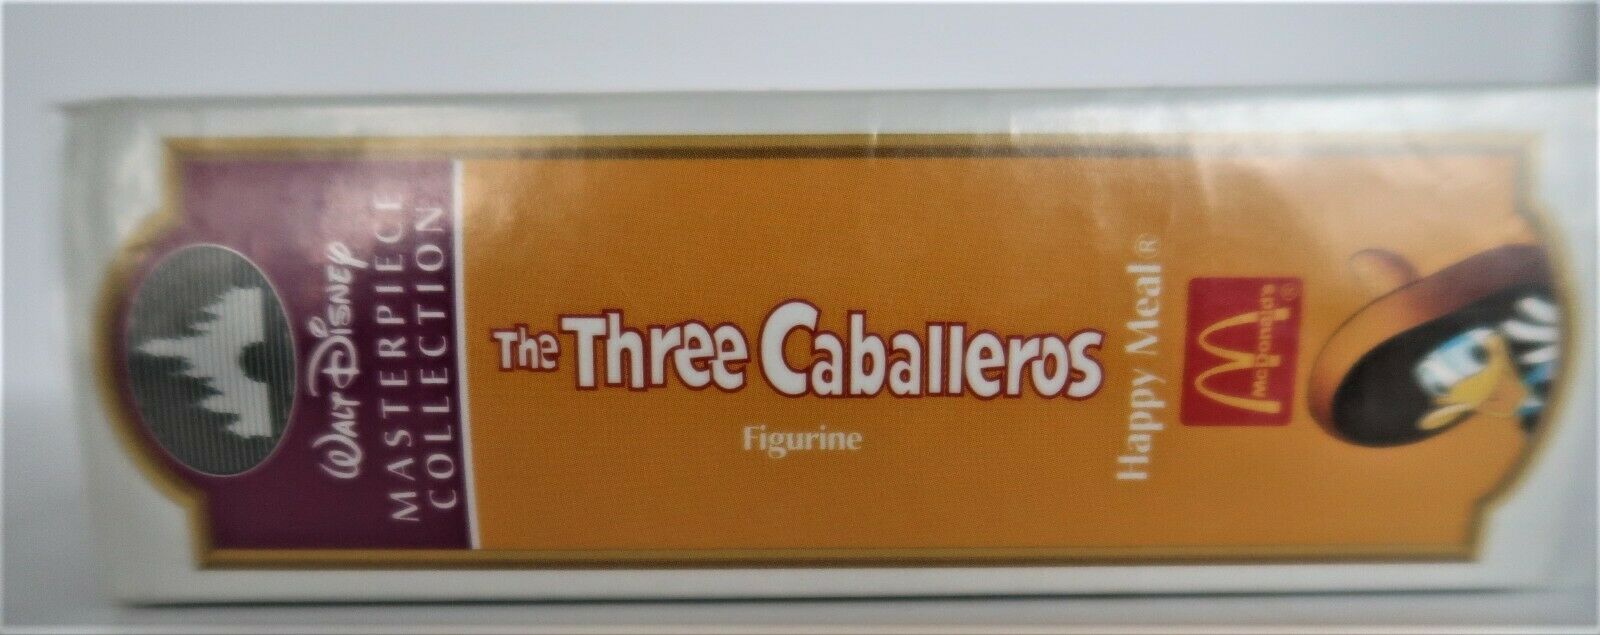 WALT DISNEY
MASTERPIECE
COLLECTION
The Three Caballeros
Figurine
Happy Meal®
McDonald's®